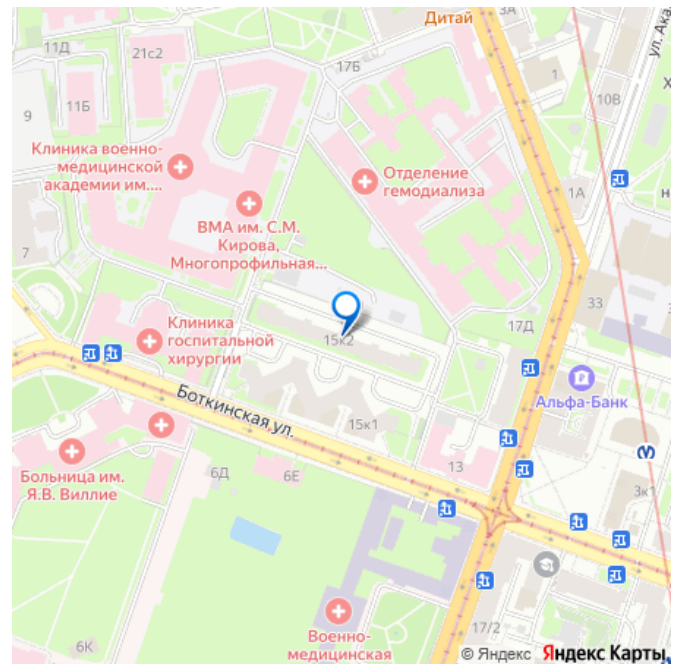 Дитай
3А
ул. Ака
11Д
21с2
17Б
1
Х
11Б
10В
9
Клиника военно-
медицинской
академии им....
Отделение
гемодиализа
1А
н
ВМА им. С.М.
Кирова,
Многопрофильная...
7
33
Клиника
госпитальной
хирургии
15к2
17Д
Альфа-Банк
Боткинская ул.
15к1
13
Больница им.
Я.В. Виллие
6Д
6Е
3к1
6К
Военно-
медицинская
17/2
© Яндекс Яндекс Карты